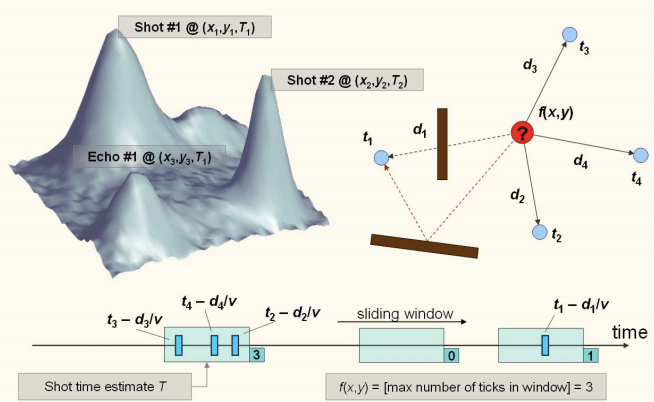 Shot #1 @ (x1,y1,T1)
Shot #2 @ (x2,y2,T2)
Echo #1 @ (x3,y3,T1)
t3
d3
f(x,y)
t1
d1
?
d4
t4
d2
t2
t3 – d3/v
t4 – d4/v
t2 – d2/v
sliding window
t1 – d1/v
time
3
0
1
Shot time estimate T
f(x,y) = [max number of ticks in window] = 3